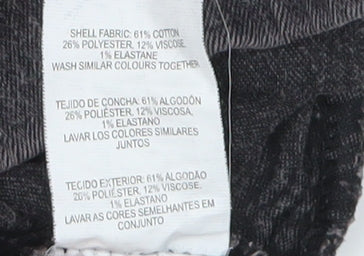 SHELL FABRIC: 61% COTTON
26% POLYESTER, 12% VISCOSE,
1% ELASTANE
WASH SIMILAR COLOURS TOGETHER
TEJIDO DE CONCHA: 61% ALGODÓN
26% POLIÉSTER, 12% VISCOSA,
1% ELASTANO
LAVAR LOS COLORES SIMILARES
JUNTOS
TECIDO EXTERIOR: 61% ALGODÃO
26% POLIÉSTER, 12% VISCOSE,
1% ELASTANO
LAVAR AS CORES SEMELHANTES EM
CONJUNTO